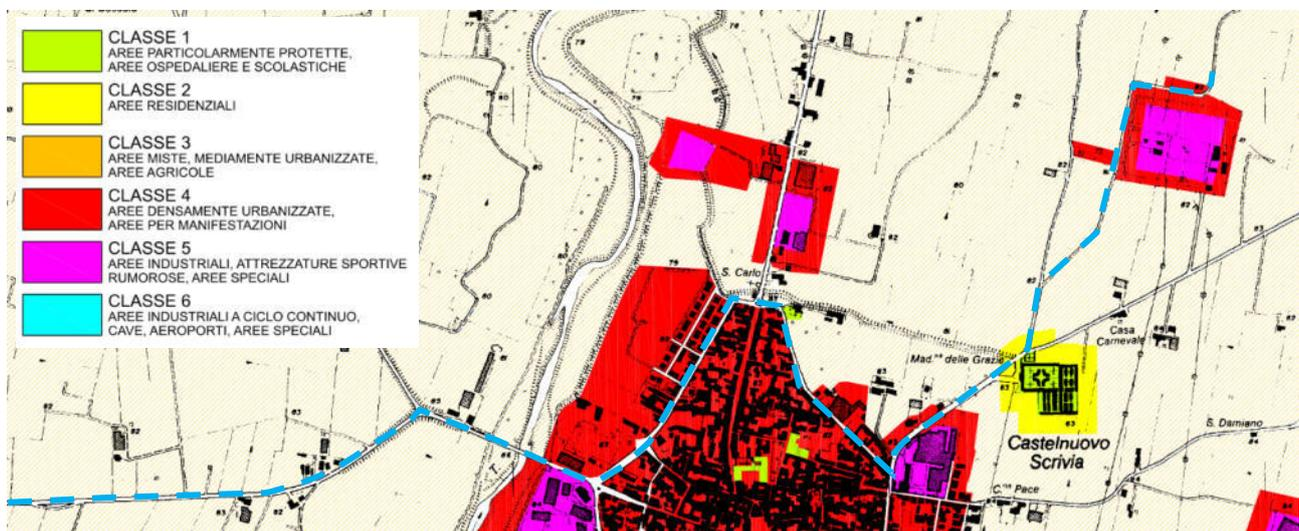 CLASSE 1
AREE PARTICOLARMENTE PROTETTE,
AREE OSPEDALIERE E SCOLASTICHE
CLASSE 2
AREE RESIDENZIALI
CLASSE 3
AREE MISTE, MEDIAMENTE URBANIZZATE,
AREE AGRICOLE
CLASSE 4
AREE DENSAMENTE URBANIZZATE,
AREE PER MANIFESTAZIONI
CLASSE 5
AREE INDUSTRIALI, ATTREZZATURE SPORTIVE
RUMOROSE, AREE SPECIALI
CLASSE 6
AREE INDUSTRIALI A CICLO CONTINUO,
CAVE, AEROPORTI, AREE SPECIALI
S. Carlo
Casa
Carnevale
Mad.na delle Grazie
Castelnuovo
Scrivia
S. Damiano
C.na Pace
T.